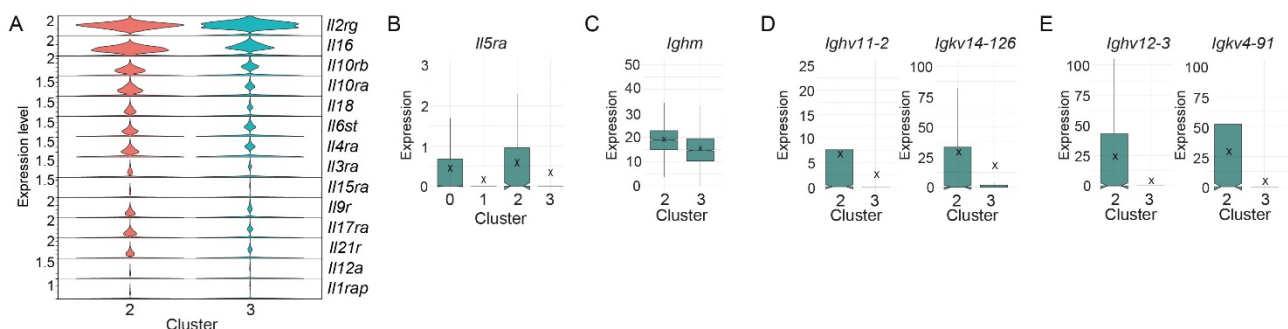 A
Expression level
2
2
2
1.5
1.5
1.5
1.5
1.5
1.5
2
2
2
1.5
1
Il2rg
Il16
Il10rb
Il10ra
Il18
Il6st
Il4ra
Il3ra
Il15ra
Il9r
Il17ra
Il21r
Il12a
Il1rap
2 3
Cluster
B
Il5ra
Expression
3
2
1
0
0 1 2 3
Cluster
C
Ighm
Expression
50
40
30
20
10
0
2 3
Cluster
D
Ighv11-2
Expression
25
20
15
10
5
0
2 3
Cluster
Igkv14-126
100
75
50
25
0
2 3
Cluster
E
Ighv12-3
Expression
100
75
50
25
0
2 3
Cluster
Igkv4-91
100
75
50
25
0
2 3
Cluster